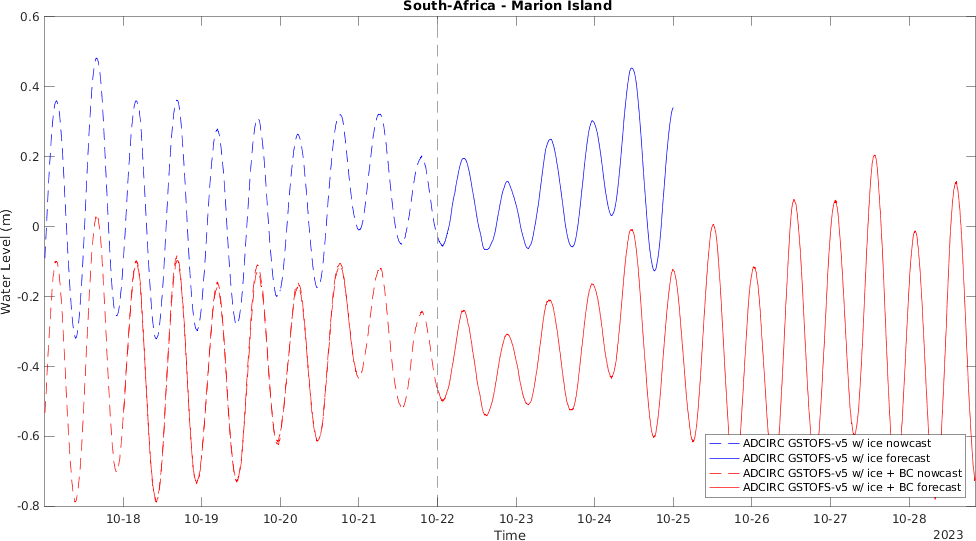 South-Africa - Marion Island
0.6
0.4
0.2
0
-0.2
-0.4
-0.6
-0.8
Water Level (m)
ADCIRC GSTOFS-v5 w/ ice nowcast
ADCIRC GSTOFS-v5 w/ ice forecast
ADCIRC GSTOFS-v5 w/ ice + BC nowcast
ADCIRC GSTOFS-v5 w/ ice + BC forecast
10-18 10-19 10-20 10-21 10-22 10-23 10-24 10-25 10-26 10-27 10-28
Time
2023